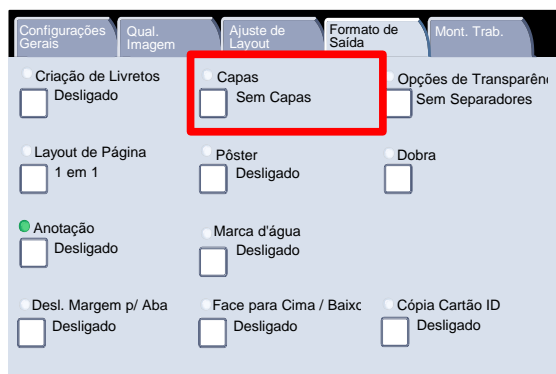 Configurações Gerais
Qual. Imagem
Ajuste de Layout
Formato de Saída
Mont. Trab.
Criação de Livretos
Desligado
Capas
Sem Capas
Opções de Transparên
Sem Separadores
Layout de Página
1 em 1
Pôster
Desligado
Dobra
Anotação
Desligado
Marca d'água
Desligado
Desl. Margem p/ Aba
Desligado
Face para Cima / Baixo
Desligado
Cópia Cartão ID
Desligado